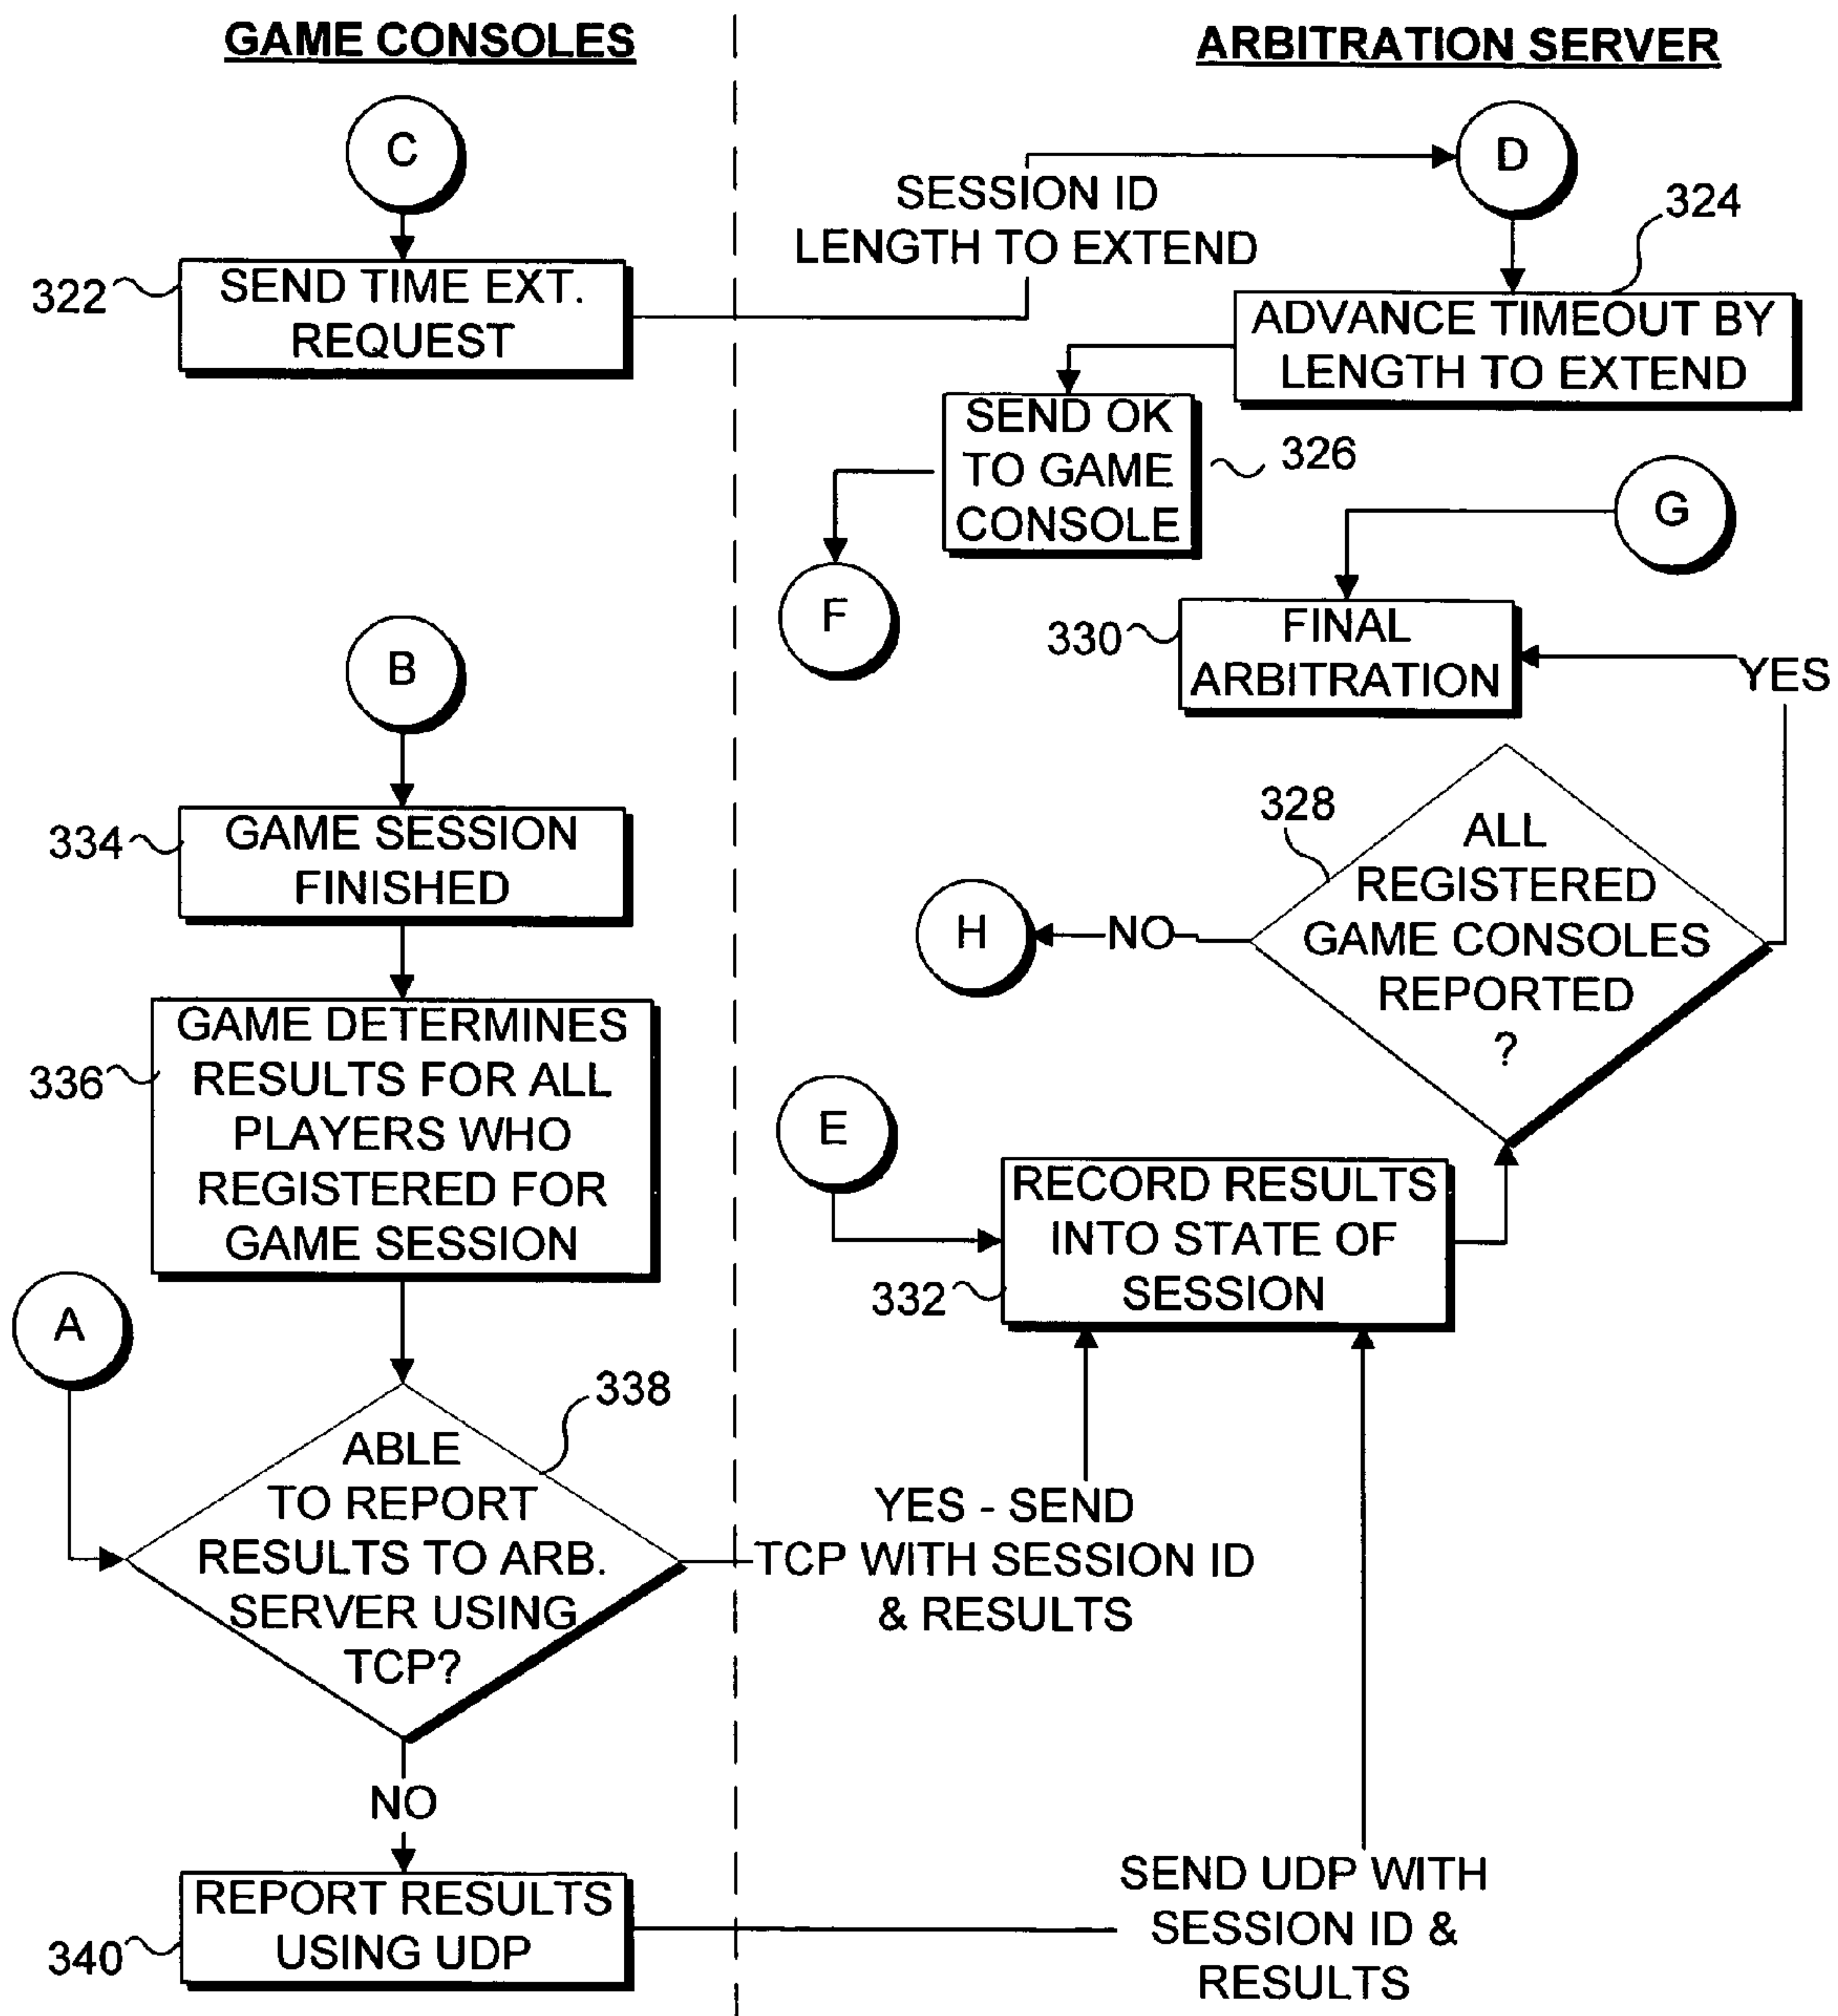 GAME CONSOLES
ARBITRATION SERVER
C
D
SESSION ID
LENGTH TO EXTEND
324
322
SEND TIME EXT.
REQUEST
ADVANCE TIMEOUT BY
LENGTH TO EXTEND
SEND OK
TO GAME
CONSOLE
326
G
F
330
FINAL
ARBITRATION
YES
B
334
GAME SESSION
FINISHED
328
ALL
REGISTERED
GAME CONSOLES
REPORTED
?
H
NO
336
GAME DETERMINES
RESULTS FOR ALL
PLAYERS WHO
REGISTERED FOR
GAME SESSION
E
RECORD RESULTS
INTO STATE OF
SESSION
332
A
338
ABLE
TO REPORT
RESULTS TO ARB.
SERVER USING
TCP?
YES - SEND
TCP WITH SESSION ID
& RESULTS
NO
340
REPORT RESULTS
USING UDP
SEND UDP WITH
SESSION ID &
RESULTS